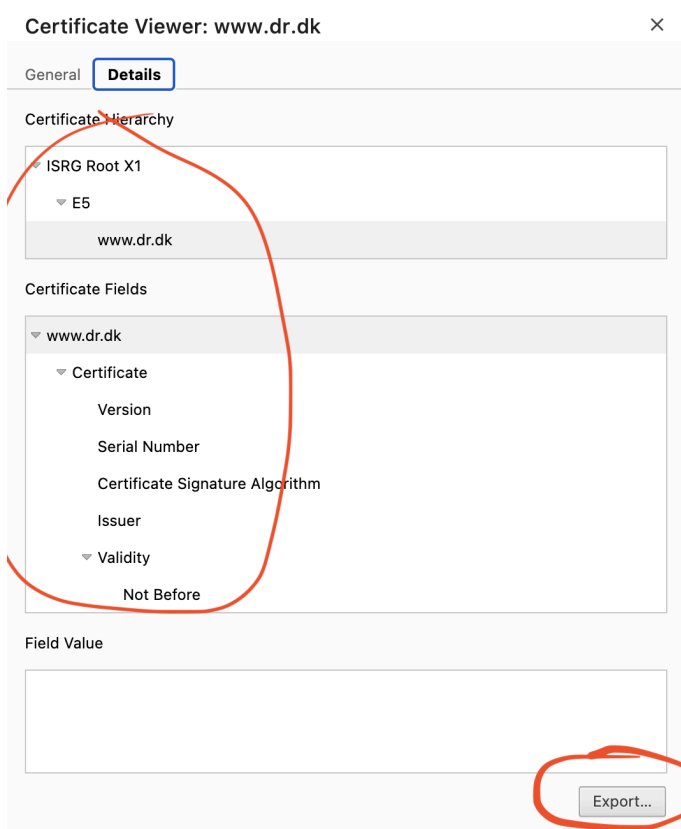 Certificate Viewer: www.dr.dk
General Details
Certificate Hierarchy
ISRG Root X1
E5
www.dr.dk
Certificate Fields
www.dr.dk
Certificate
Version
Serial Number
Certificate Signature Algorithm
Issuer
Validity
Not Before
Field Value
Export...